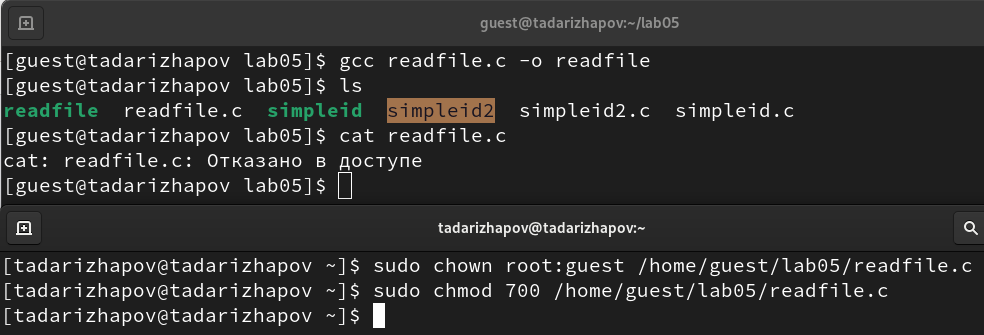 guest@tadarizhapov:~/lab05
[guest@tadarizhapov lab05]$ gcc readfile.c -o readfile
[guest@tadarizhapov lab05]$ ls
readfile  readfile.c  simpleid  simpleid2  simpleid2.c  simpleid.c
[guest@tadarizhapov lab05]$ cat readfile.c
cat: readfile.c: Отказано в доступе
[guest@tadarizhapov lab05]$
tadarizhapov@tadarizhapov:~
[tadarizhapov@tadarizhapov ~]$ sudo chown root:guest /home/guest/lab05/readfile.c
[tadarizhapov@tadarizhapov ~]$ sudo chmod 700 /home/guest/lab05/readfile.c
[tadarizhapov@tadarizhapov ~]$